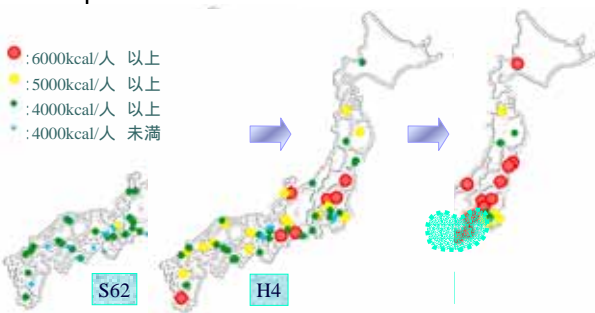 :6000kcal/人 以上
:5000kcal/人 以上
:4000kcal/人 以上
:4000kcal/人 未満
S62
H4